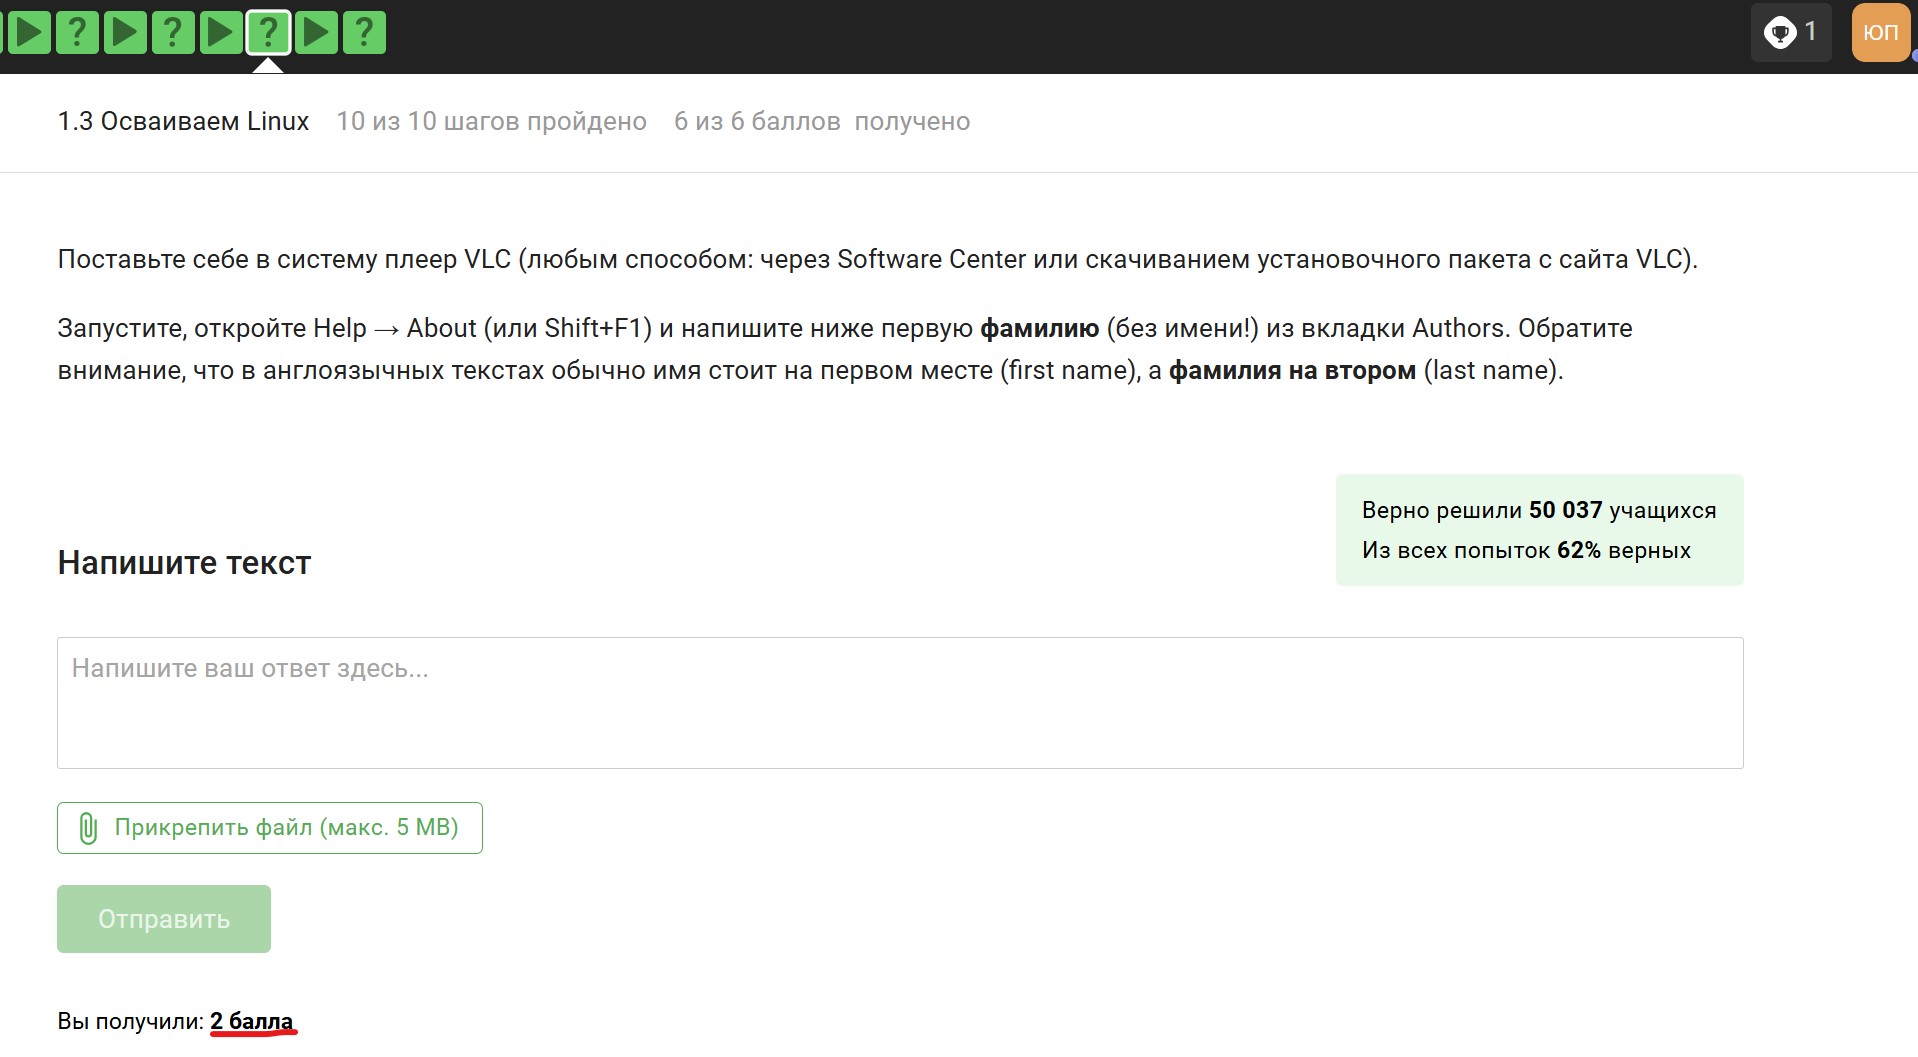 ? ? ? ?
1
ЮП
1.3 Осваиваем Linux 10 из 10 шагов пройдено 6 из 6 баллов получено
Поставьте себе в систему плеер VLC (любым способом: через Software Center или скачиванием установочного пакета с сайта VLC).
Запустите, откройте Help → About (или Shift+F1) и напишите ниже первую фамилию (без имени!) из вкладки Authors. Обратите
внимание, что в англоязычных текстах обычно имя стоит на первом месте (first name), а фамилия на втором (last name).
Верно решили 50 037 учащихся
Из всех попыток 62% верных
Напишите текст
Напишите ваш ответ здесь...
Прикрепить файл (макс. 5 MB)
Отправить
Вы получили: 2 балла